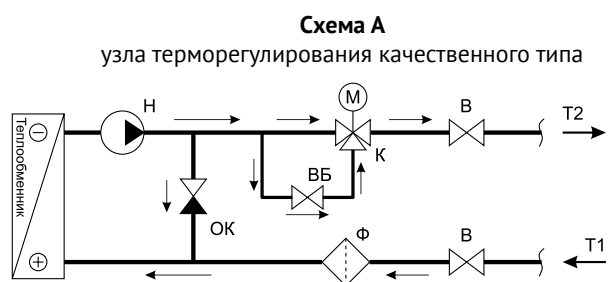 Схема А
узла терморегулирования качественного типа
Теплообменник
Н
М
К
В
Т2
ВБ
ОК
Ф
В
Т1